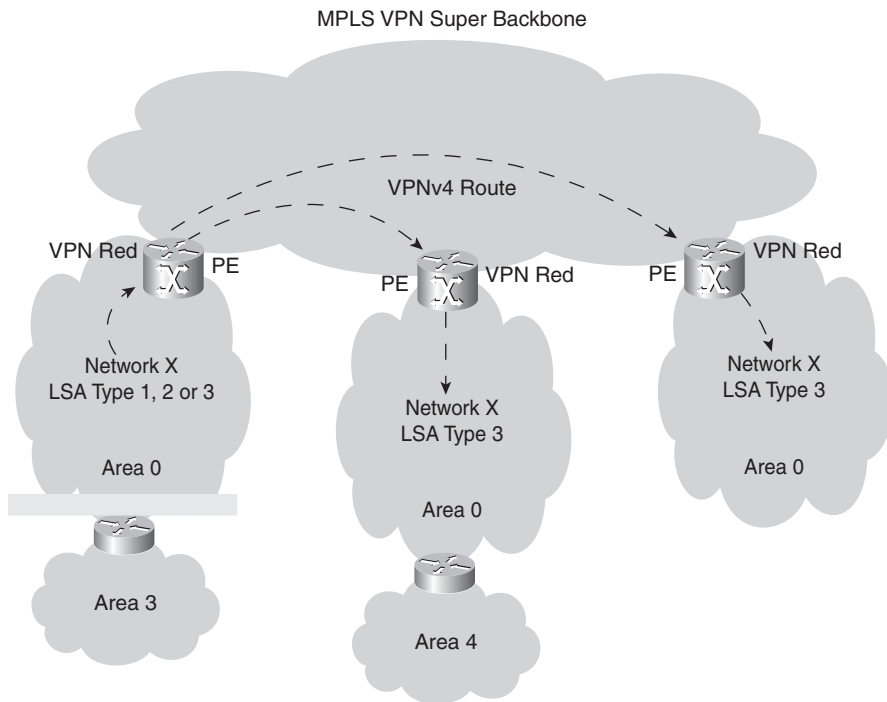 MPLS VPN Super Backbone
VPNv4 Route
VPN Red
PE
PE
VPN Red
PE
VPN Red
Network X
LSA Type 1, 2 or 3
Network X
LSA Type 3
Network X
LSA Type 3
Area 0
Area 0
Area 0
Area 3
Area 4